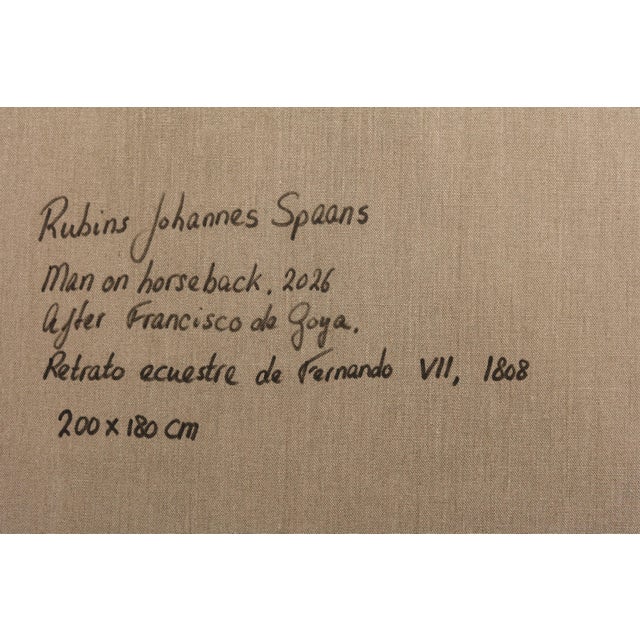 Rubins Johannes Spaans
Man on horseback. 2026
After Francisco de Goya.
Retrato ecuestre de Fernando VII, 1808
200 x 180 cm